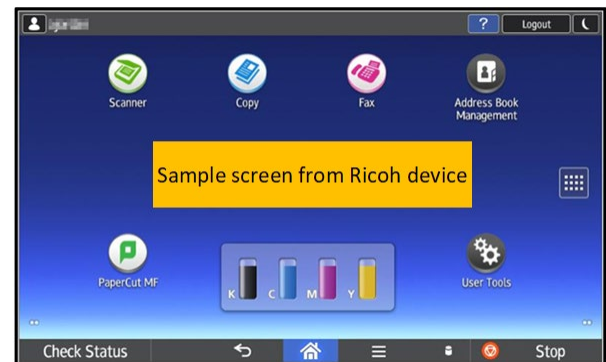 ? Logout
Scanner Copy Fax Address Book
Management
Sample screen from Ricoh device
PaperCut MF User Tools
K C M Y
Check Status Stop